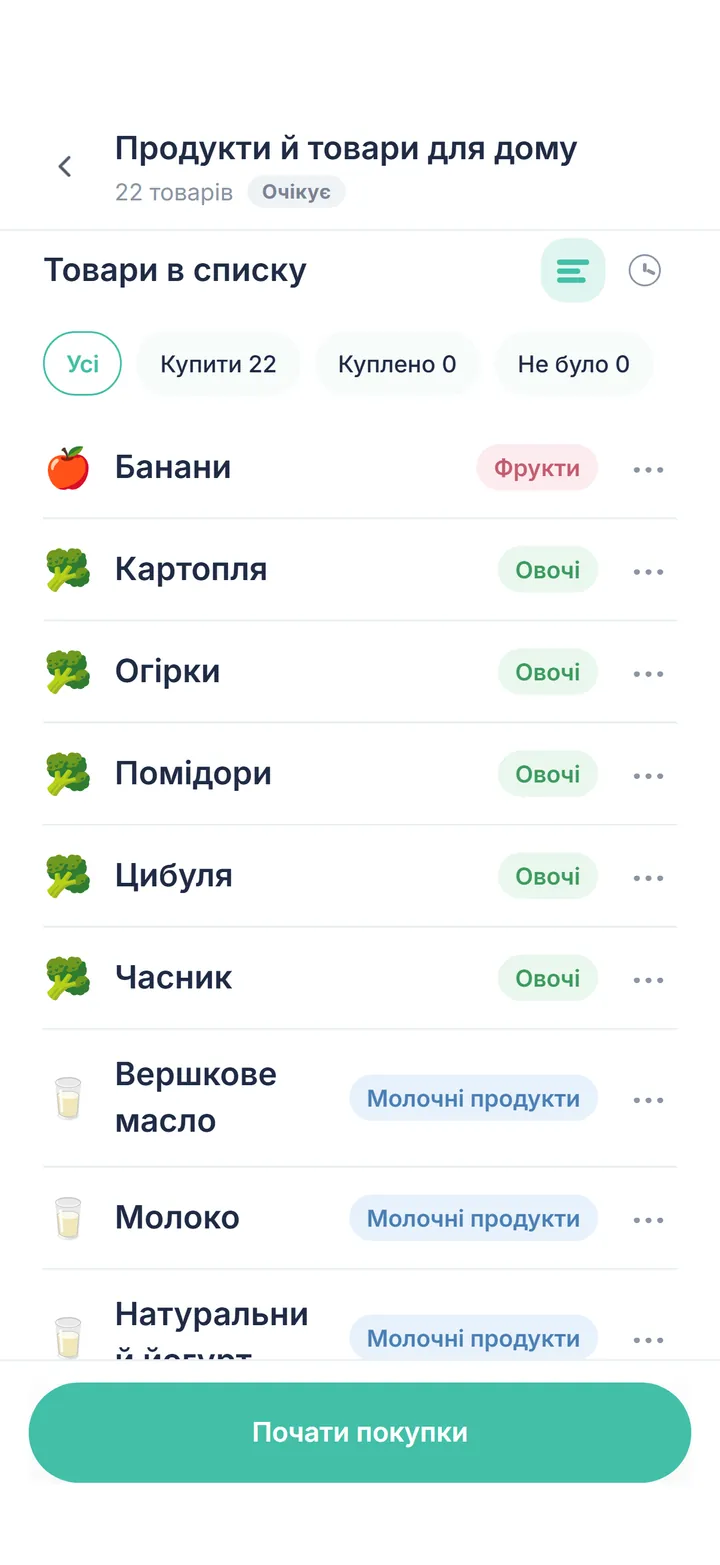 Продукти й товари для дому
22 товарів Очікує
Товари в списку
Усі Купити 22 Куплено 0 Не було 0
Банани Фрукти
Картопля Овочі
Огірки Овочі
Помідори Овочі
Цибуля Овочі
Часник Овочі
Вершкове
масло Молочні продукти
Молоко Молочні продукти
Натуральни
й йогурт Молочні продукти
Почати покупки